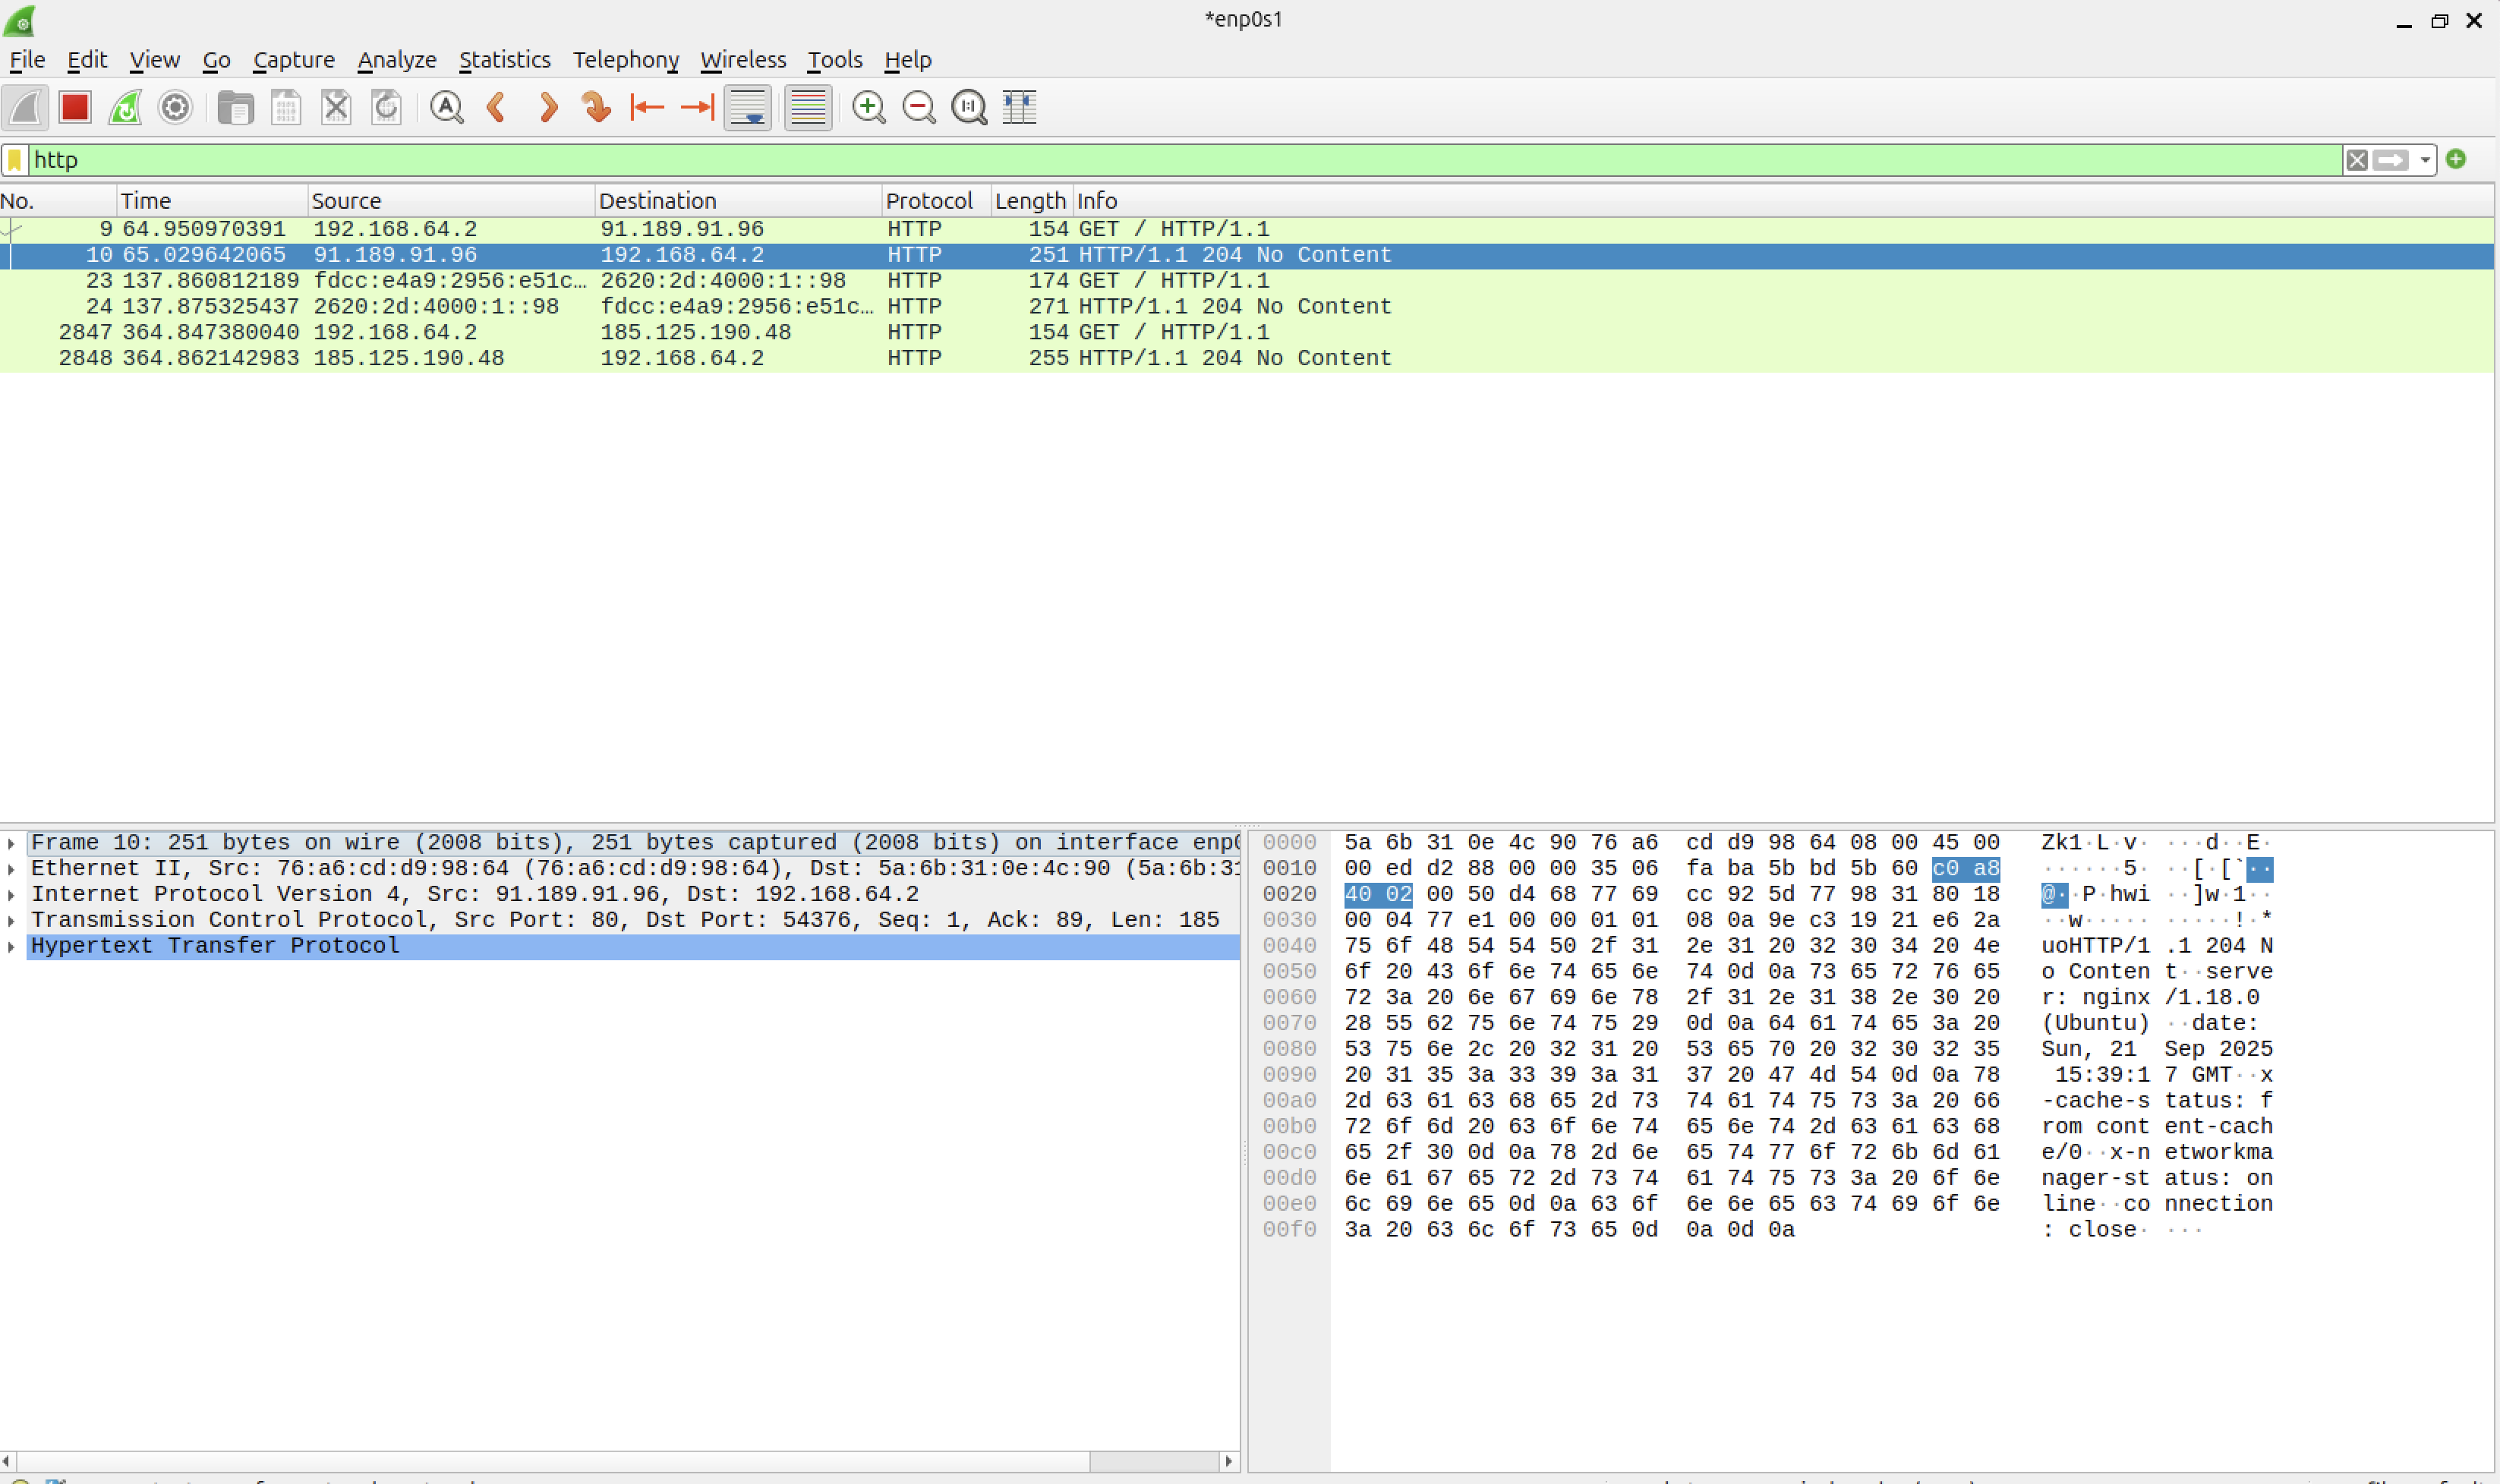 *enp0s1
File Edit View Go Capture Analyze Statistics Telephony Wireless Tools Help
http
No. Time Source Destination Protocol Length Info
9 64.950970391 192.168.64.2 91.189.91.96 HTTP 154 GET / HTTP/1.1
10 65.029642065 91.189.91.96 192.168.64.2 HTTP 251 HTTP/1.1 204 No Content
23 137.860812189 fdcc:e4a9:2956:e51c… 2620:2d:4000:1::98 HTTP 174 GET / HTTP/1.1
24 137.875325437 2620:2d:4000:1::98 fdcc:e4a9:2956:e51c… HTTP 271 HTTP/1.1 204 No Content
2847 364.847380040 192.168.64.2 185.125.190.48 HTTP 154 GET / HTTP/1.1
2848 364.862142983 185.125.190.48 192.168.64.2 HTTP 255 HTTP/1.1 204 No Content
Frame 10: 251 bytes on wire (2008 bits), 251 bytes captured (2008 bits) on interface enp0
Ethernet II, Src: 76:a6:cd:d9:98:64 (76:a6:cd:d9:98:64), Dst: 5a:6b:31:0e:4c:90 (5a:6b:31
Internet Protocol Version 4, Src: 91.189.91.96, Dst: 192.168.64.2
Transmission Control Protocol, Src Port: 80, Dst Port: 54376, Seq: 1, Ack: 89, Len: 185
Hypertext Transfer Protocol
0000 5a 6b 31 0e 4c 90 76 a6 cd d9 98 64 08 00 45 00 Zk1·L·v· ···d··E·
0010 00 ed d2 88 00 00 35 06 fa ba 5b bd 5b 60 c0 a8 ······5· ··[·[`··
0020 40 02 00 50 d4 68 77 69 cc 92 5d 77 98 31 80 18 @··P·hwi ··]w·1··
0030 00 04 77 e1 00 00 01 01 08 0a 9e c3 19 21 e6 2a ··w····· ·····!·*
0040 75 6f 48 54 54 50 2f 31 2e 31 20 32 30 34 20 4e uoHTTP/1 .1 204 N
0050 6f 20 43 6f 6e 74 65 6e 74 0d 0a 73 65 72 76 65 o Conten t··serve
0060 72 3a 20 6e 67 69 6e 78 2f 31 2e 31 38 2e 30 20 r: nginx /1.18.0
0070 28 55 62 75 6e 74 75 29 0d 0a 64 61 74 65 3a 20 (Ubuntu) ··date:
0080 53 75 6e 2c 20 32 31 20 53 65 70 20 32 30 32 35 Sun, 21 Sep 2025
0090 20 31 35 3a 33 39 3a 31 37 20 47 4d 54 0d 0a 78 15:39:1 7 GMT··x
00a0 2d 63 61 63 68 65 2d 73 74 61 74 75 73 3a 20 66 -cache-s tatus: f
00b0 72 6f 6d 20 63 6f 6e 74 65 6e 74 2d 63 61 63 68 rom cont ent-cach
00c0 65 2f 30 0d 0a 78 2d 6e 65 74 77 6f 72 6b 6d 61 e/0··x-n etworkma
00d0 6e 61 67 65 72 2d 73 74 61 74 75 73 3a 20 6f 6e nager-st atus: on
00e0 6c 69 6e 65 0d 0a 63 6f 6e 6e 65 63 74 69 6f 6e line··co nnection
00f0 3a 20 63 6c 6f 73 65 0d 0a 0d 0a : close· ···